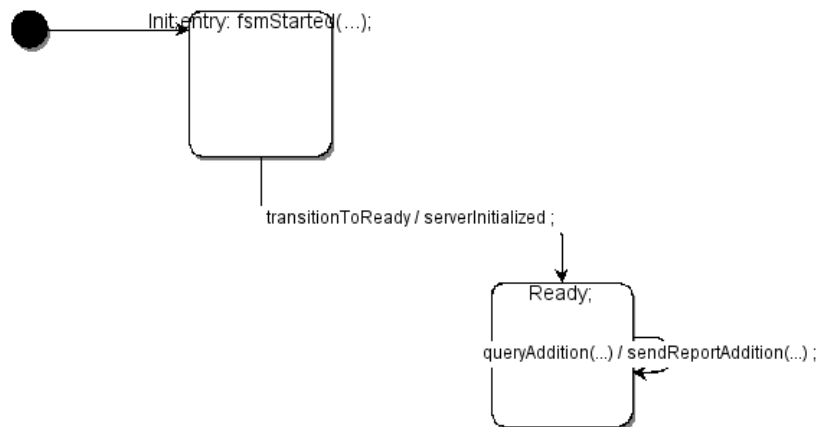 Init;entry: fsmStarted(...);
transitionToReady / serverInitialized ;
Ready;
queryAddition(...) / sendReportAddition(...) ;